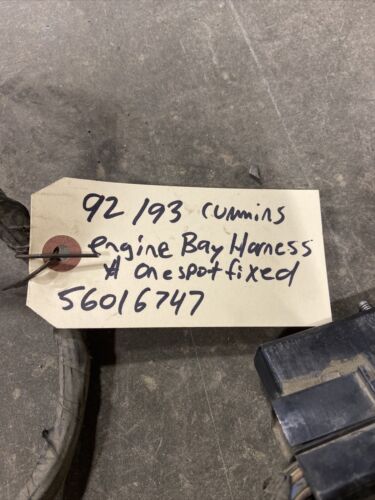 92/93 cummins
engine Bay Harness
# one spot fixed
56016747